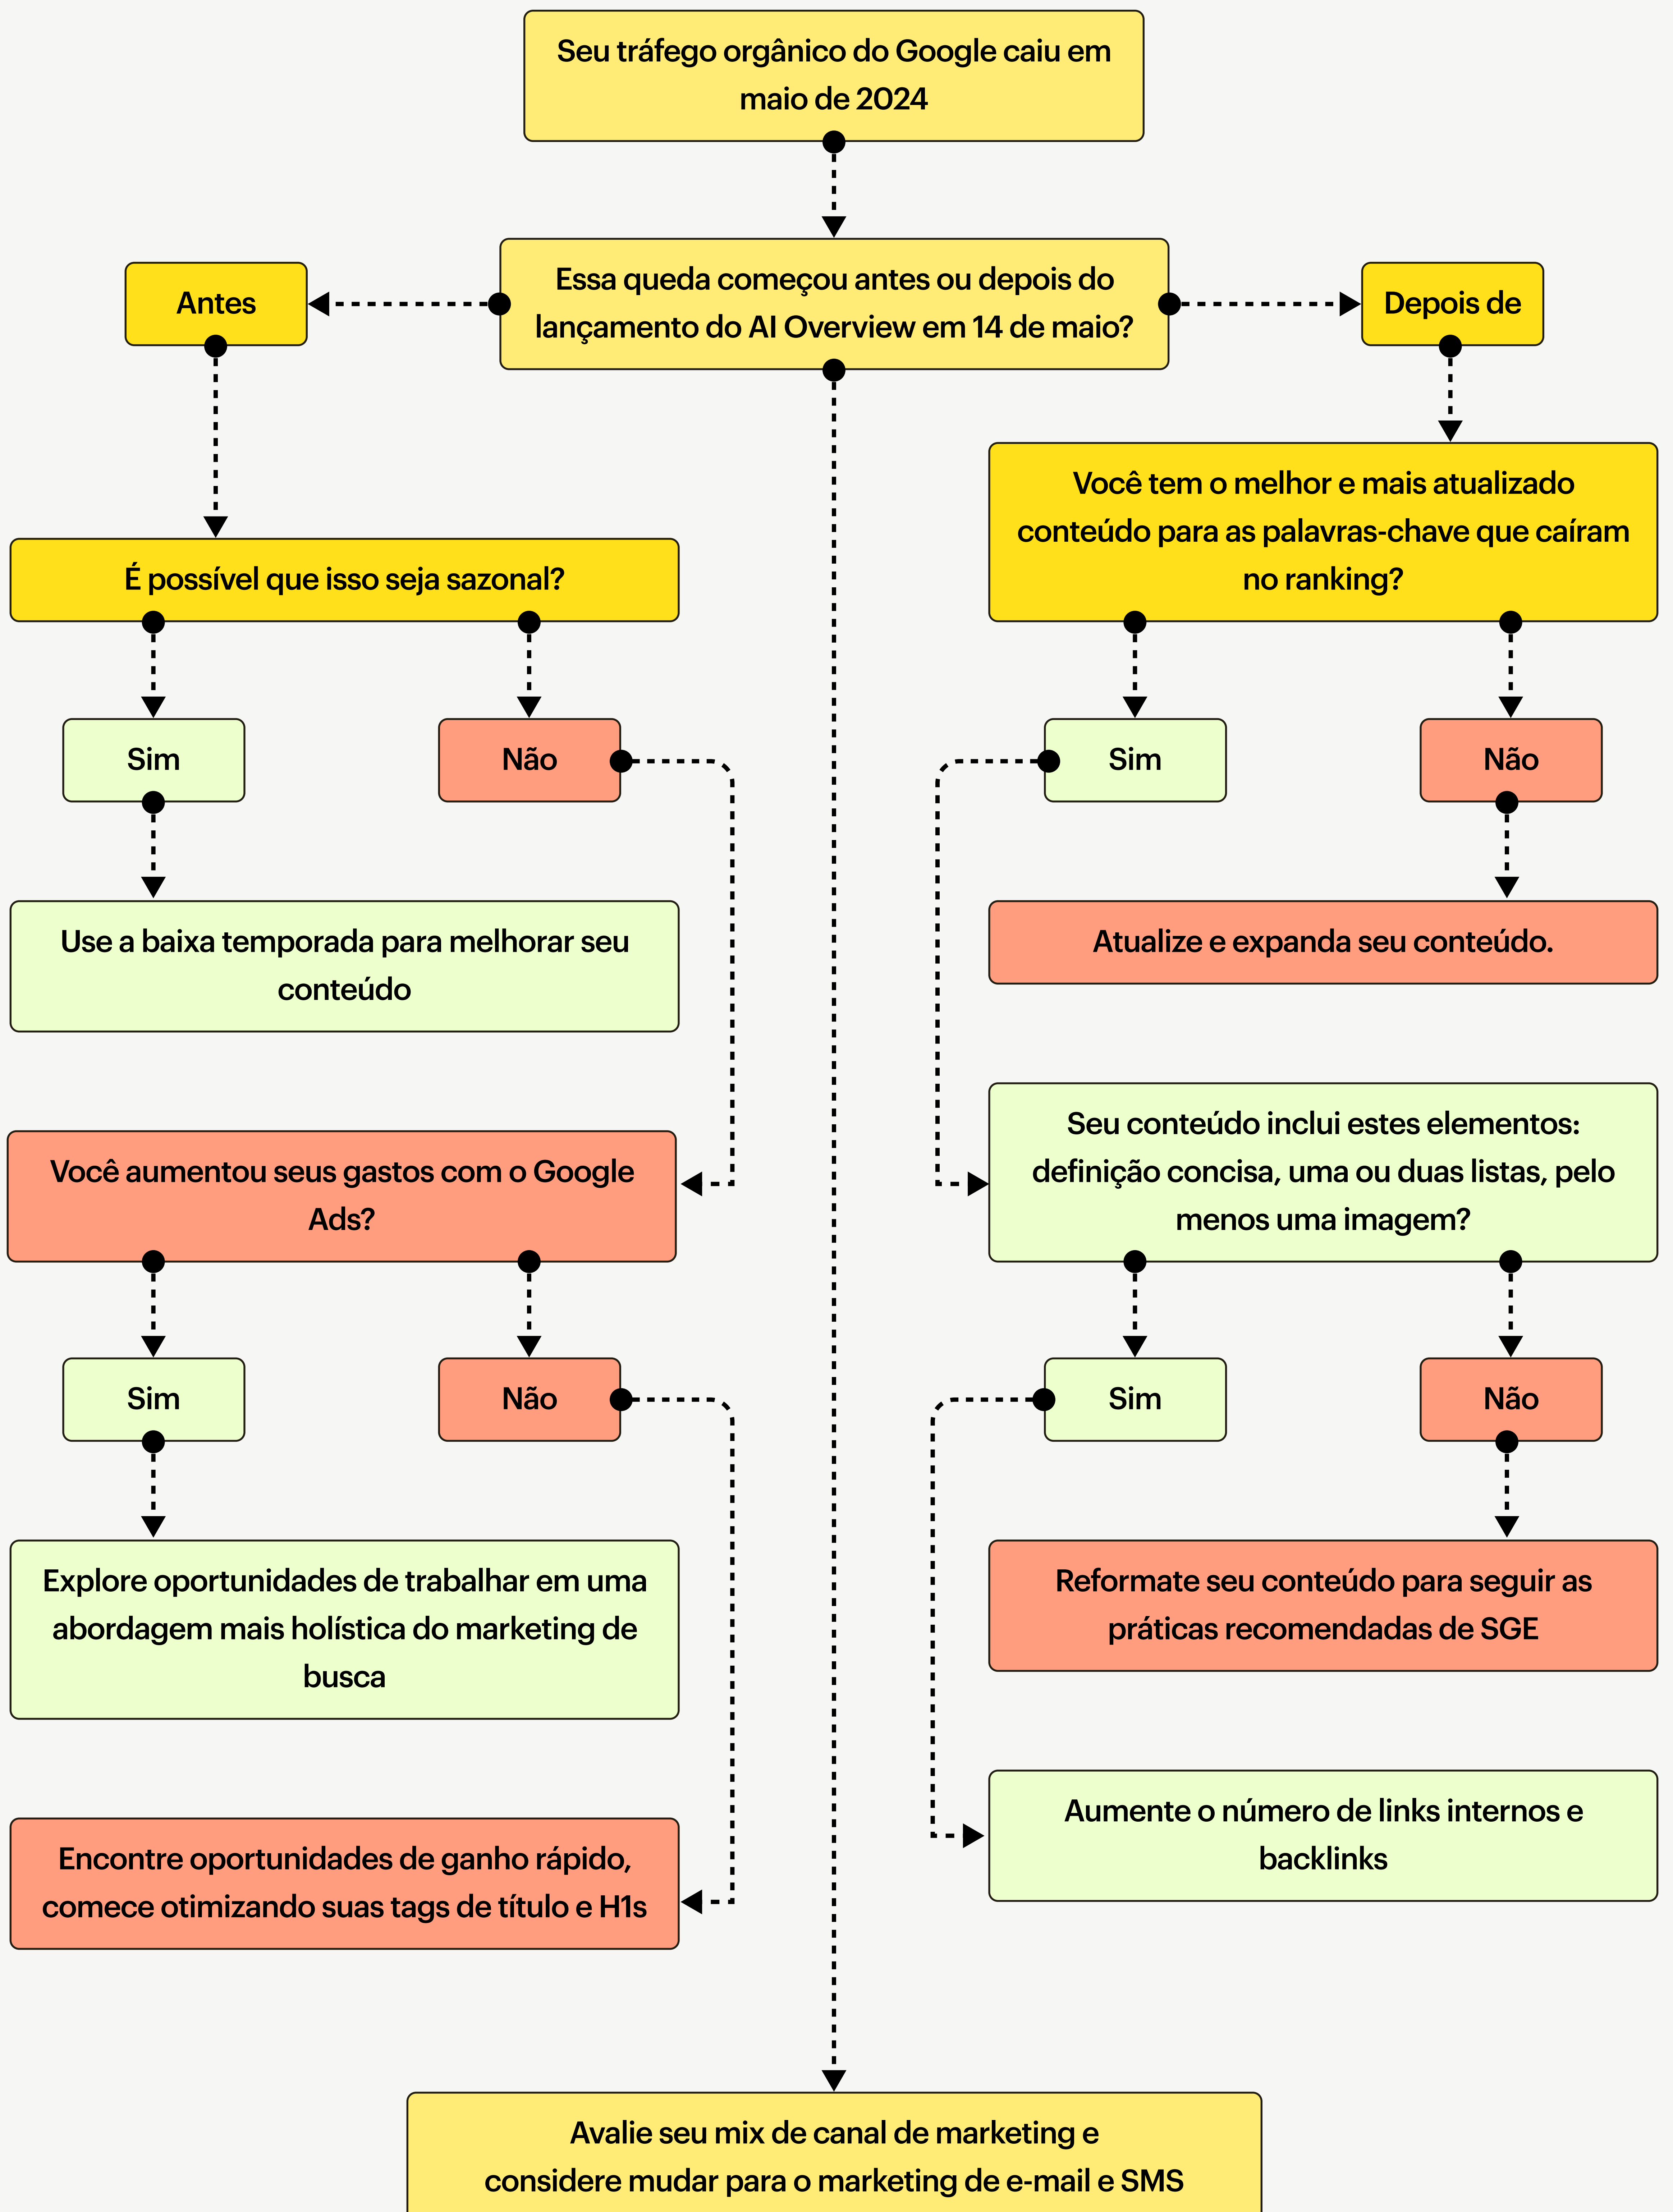 Seu tráfego orgânico do Google caiu em
maio de 2024
Essa queda começou antes ou depois do
lançamento do AI Overview em 14 de maio?
Antes
Depois de
Você tem o melhor e mais atualizado
conteúdo para as palavras-chave que caíram
no ranking?
É possível que isso seja sazonal?
Sim
Não
Sim
Não
Use a baixa temporada para melhorar seu
conteúdo
Atualize e expanda seu conteúdo.
Você aumentou seus gastos com o Google
Ads?
Seu conteúdo inclui estes elementos:
definição concisa, uma ou duas listas, pelo
menos uma imagem?
Sim
Não
Sim
Não
Explore oportunidades de trabalhar em uma
abordagem mais holística do marketing de
busca
Reformate seu conteúdo para seguir as
práticas recomendadas de SGE
Encontre oportunidades de ganho rápido,
comece otimizando suas tags de título e H1s
Aumente o número de links internos e
backlinks
Avalie seu mix de canal de marketing e
considere mudar para o marketing de e-mail e SMS